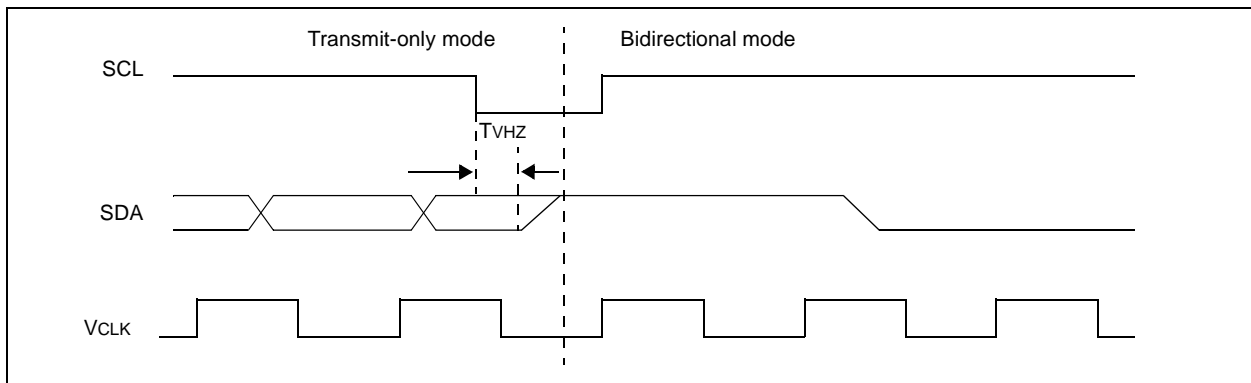 Transmit-only mode
Bidirectional mode
SCL
TVHZ
SDA
VCLK